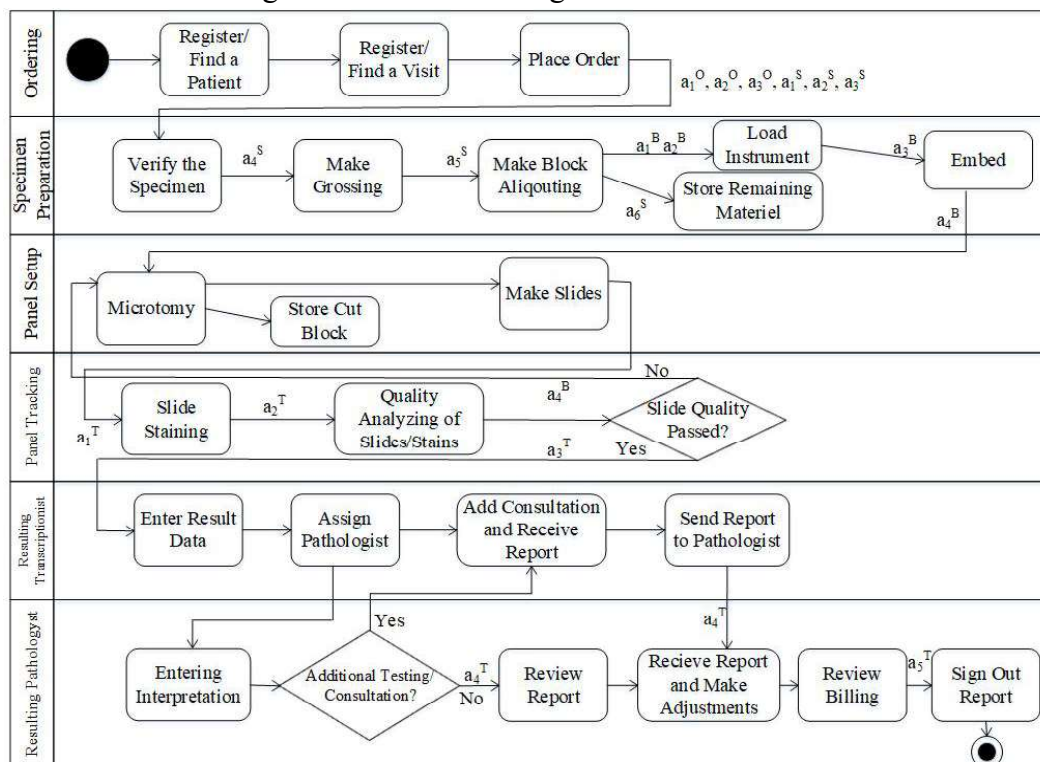 Ordering
Register/
Find a
Patient
Register/
Find a Visit
Place Order
a₁ᴼ, a₂ᴼ, a₃ᴼ, a₁ˢ, a₂ˢ, a₃ˢ
Specimen
Preparation
Verify the
Specimen
a₄ˢ
Make
Grossing
a₅ˢ
Make Block
Aliqouting
a₁ᴮ a₂ᴮ
Load
Instrument
a₃ᴮ
Embed
a₆ˢ
Store Remaining
Materiel
a₄ᴮ
Panel Setup
Microtomy
Store Cut
Block
Make Slides
Panel Tracking
a₁ᵀ
Slide
Staining
a₂ᵀ
Quality
Analyzing of
Slides/Stains
a₄ᴮ
No
Slide Quality
Passed?
a₃ᵀ
Yes
Resulting
Transcriptionist
Enter Result
Data
Assign
Pathologist
Add Consultation
and Receive
Report
Send Report
to Pathologist
Resulting Pathologyst
Entering
Interpretation
Yes
Additional Testing/
Consultation?
a₄ᵀ
No
Review
Report
a₄ᵀ
Recieve Report
and Make
Adjustments
Review
Billing
a₅ᵀ
Sign Out
Report